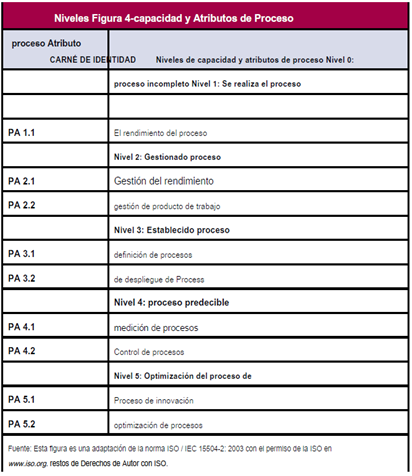 Niveles Figura 4-capacidad y Atributos de Proceso
proceso Atributo
CARNÉ DE IDENTIDAD Niveles de capacidad y atributos de proceso Nivel 0:
proceso incompleto Nivel 1: Se realiza el proceso
PA 1.1 El rendimiento del proceso
Nivel 2: Gestionado proceso
PA 2.1 Gestión del rendimiento
PA 2.2 gestión de producto de trabajo
Nivel 3: Establecido proceso
PA 3.1 definición de procesos
PA 3.2 de despliegue de Process
Nivel 4: proceso predecible
PA 4.1 medición de procesos
PA 4.2 Control de procesos
Nivel 5: Optimización del proceso de
PA 5.1 Proceso de innovación
PA 5.2 optimización de procesos
Fuente: Esta figura es una adaptación de la norma ISO / IEC 15504-2: 2003 con el permiso de la ISO en
www.iso.org. restos de Derechos de Autor con ISO.